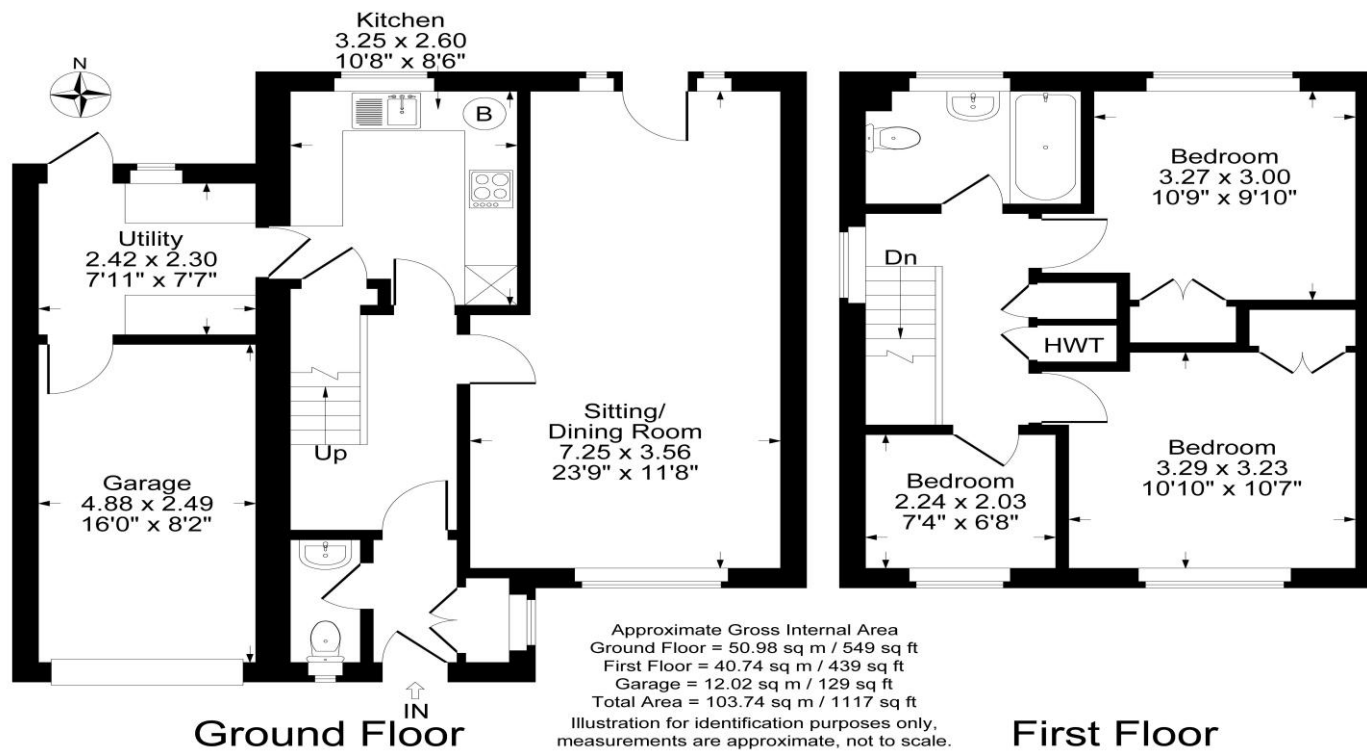 Kitchen
3.25 x 2.60
10'8" x 8'6"
N
B
Utility
2.42 x 2.30
7'11" x 7'7"
Sitting/
Dining Room
7.25 x 3.56
23'9" x 11'8"
Up
Garage
4.88 x 2.49
16'0" x 8'2"
IN
Ground Floor
Bedroom
3.27 x 3.00
10'9" x 9'10"
Dn
HWT
Bedroom
3.29 x 3.23
10'10" x 10'7"
Bedroom
2.24 x 2.03
7'4" x 6'8"
Approximate Gross Internal Area
Ground Floor = 50.98 sq m / 549 sq ft
First Floor = 40.74 sq m / 439 sq ft
Garage = 12.02 sq m / 129 sq ft
Total Area = 103.74 sq m / 1117 sq ft
Illustration for identification purposes only,
measurements are approximate, not to scale.
First Floor